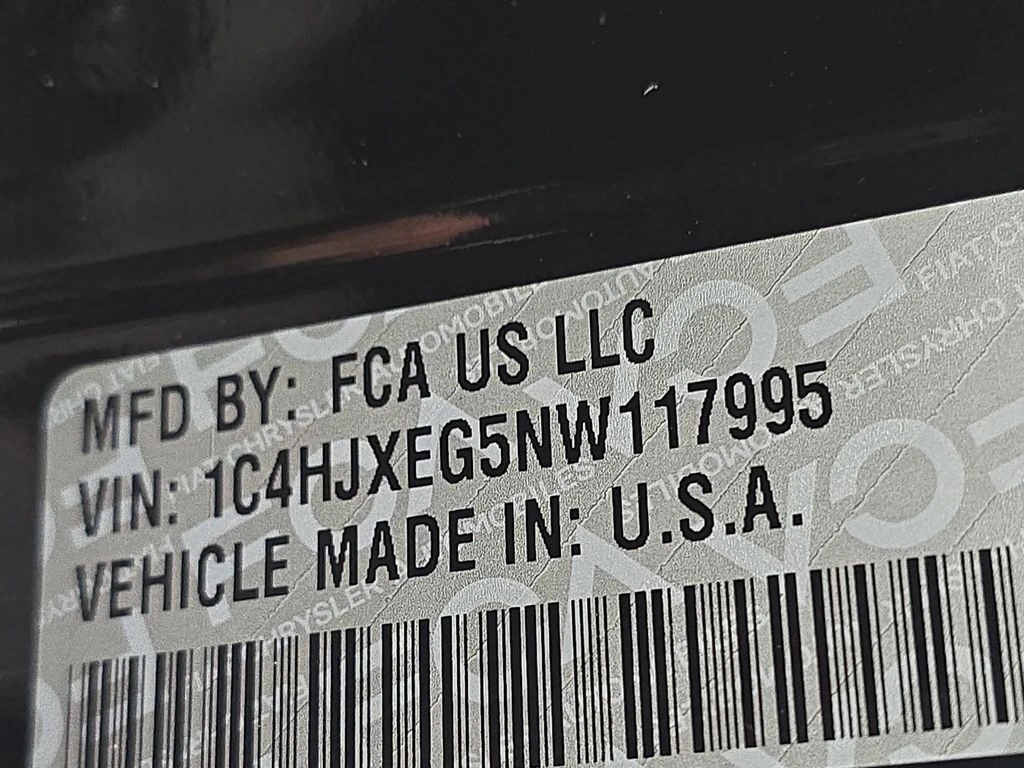 MFD BY: FCA US LLC
VIN: 1C4HJXEG5NW117995
VEHICLE MADE IN: U.S.A.